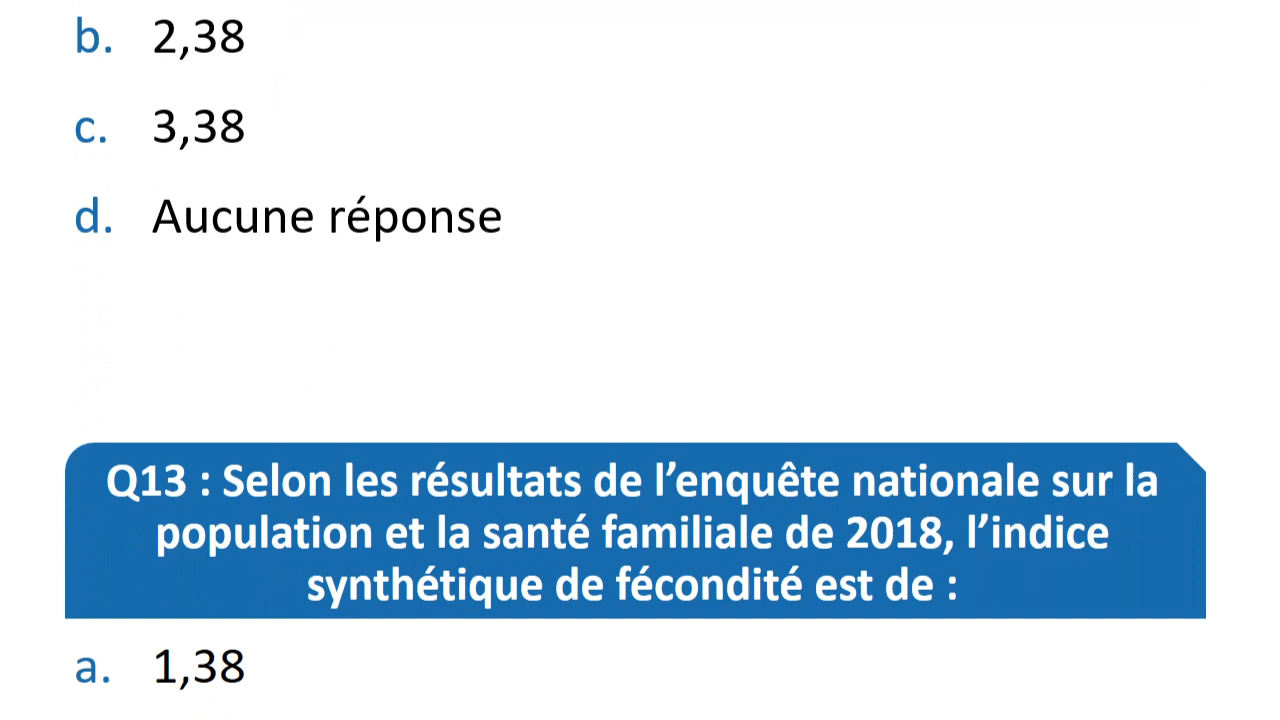 b. 2,38
c. 3,38
d. Aucune réponse
Q13 : Selon les résultats de l’enquête nationale sur la
population et la santé familiale de 2018, l’indice
synthétique de fécondité est de :
a. 1,38